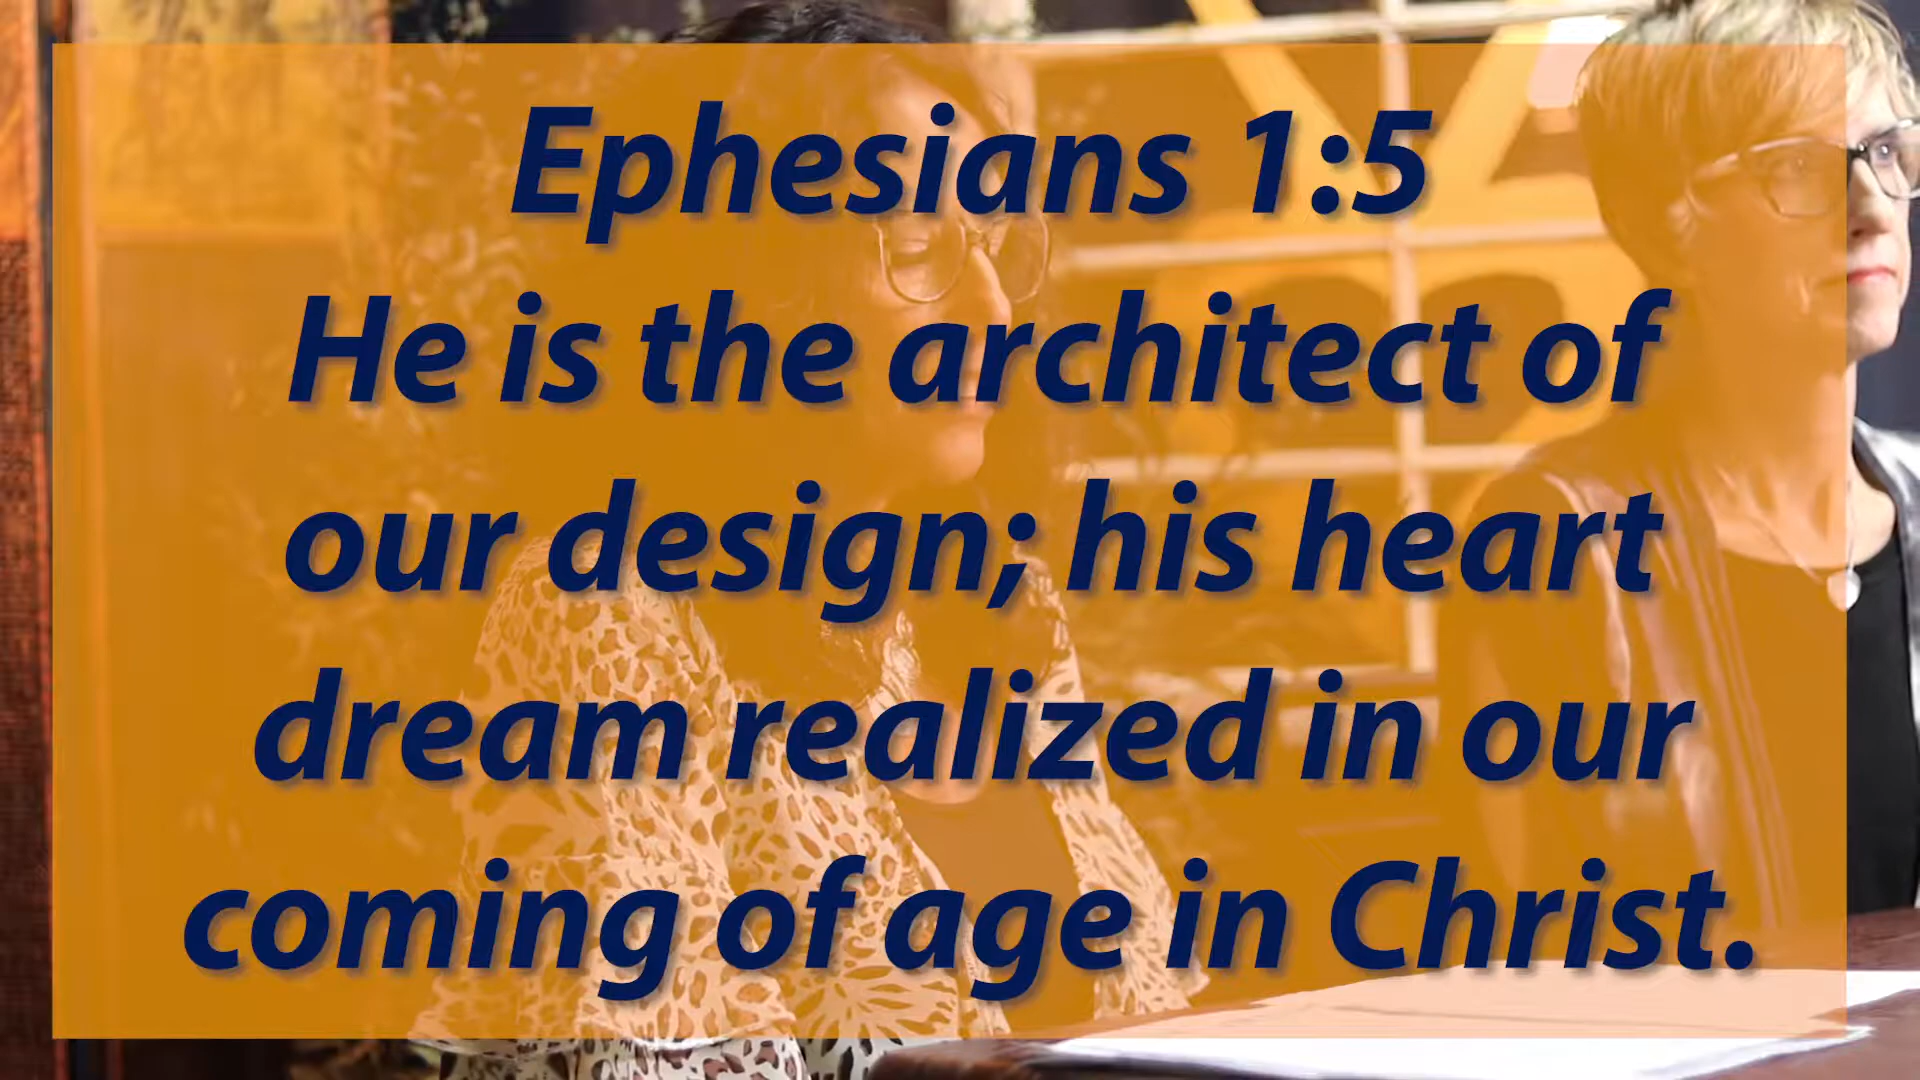 Ephesians 1:5
He is the architect of
our design; his heart
dream realized in our
coming of age in Christ.